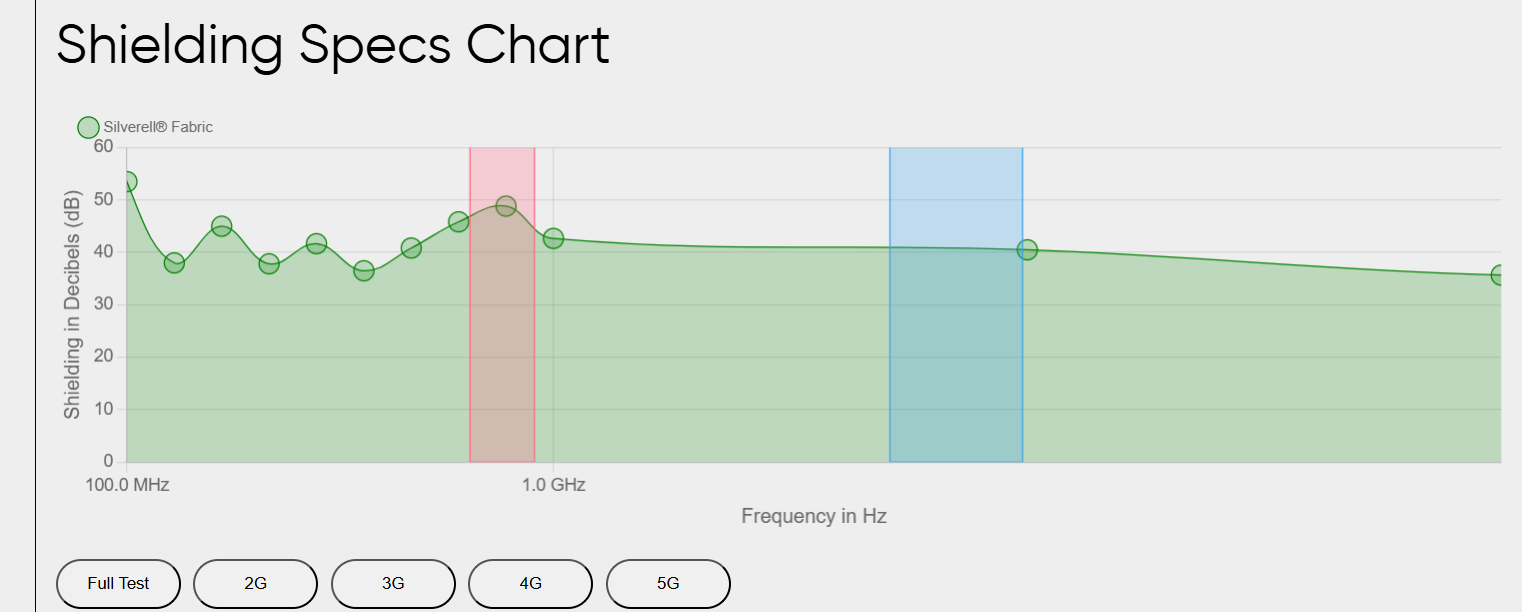 Shielding Specs Chart
Silverell® Fabric
60
50
40
30
20
10
0
Shielding in Decibels (dB)
100.0 MHz 1.0 GHz
Frequency in Hz
Full Test 2G 3G 4G 5G